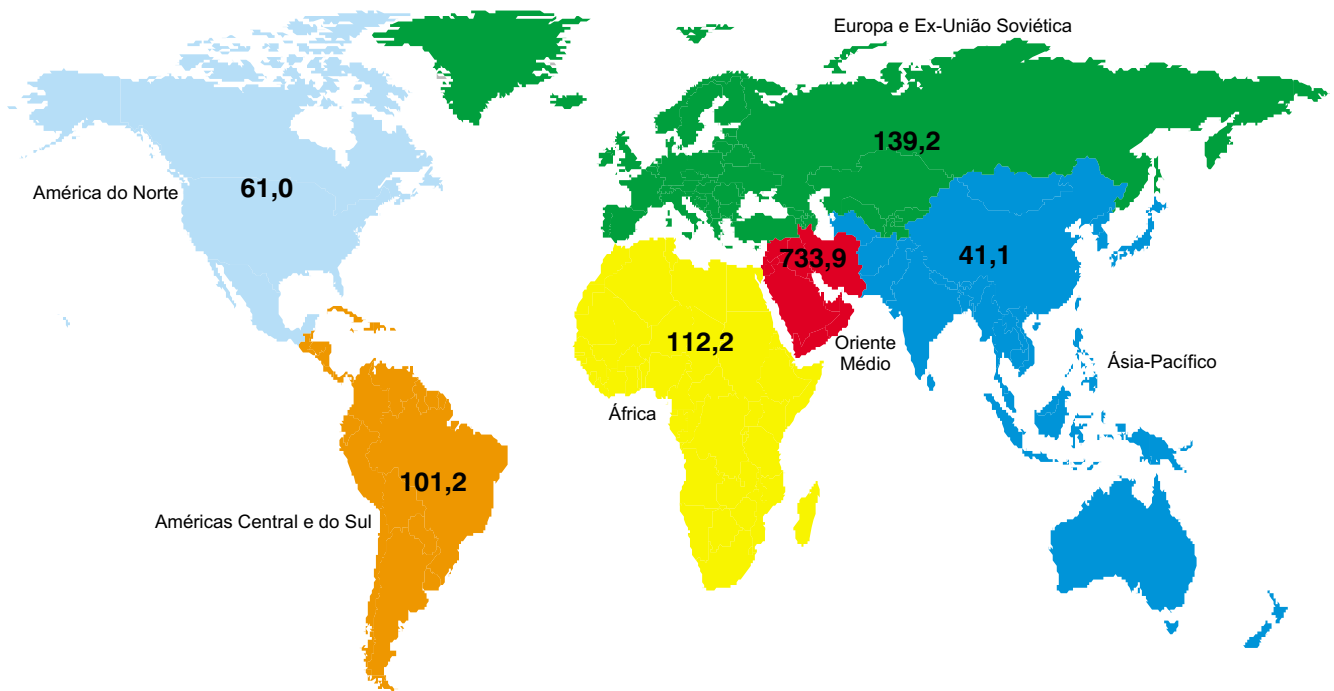 Europa e Ex-União Soviética
139,2
América do Norte
61,0
733,9
41,1
112,2
Oriente
Médio
Ásia-Pacífico
África
101,2
Américas Central e do Sul